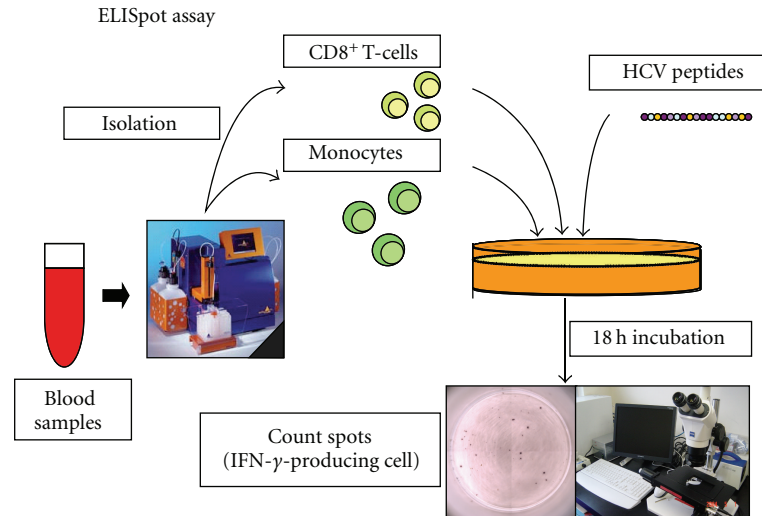 ELISpot assay
CD8⁺ T-cells
HCV peptides
Isolation
Monocytes
18 h incubation
Blood
samples
Count spots
(IFN-γ-producing cell)